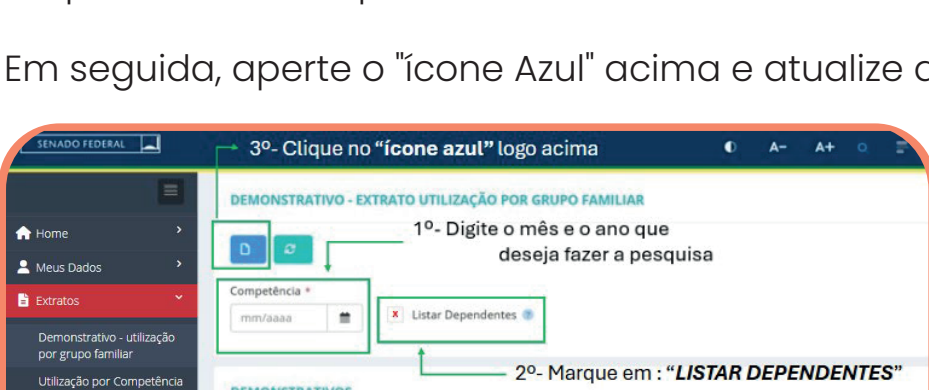 Em seguida, aperte o "ícone Azul" acima e atualize
SENADO FEDERAL
3º- Clique no "ícone azul" logo acima
A-
A+
DEMONSTRATIVO - EXTRATO UTILIZAÇÃO POR GRUPO FAMILIAR
Home
Meus Dados
Extratos
Demonstrativo - utilização
por grupo familiar
Utilização por Competência
1º- Digite o mês e o ano que
deseja fazer a pesquisa
Competência *
mm/aaaa
x Listar Dependentes ?
2º- Marque em : "LISTAR DEPENDENTES"
DEMONSTRATIVOS